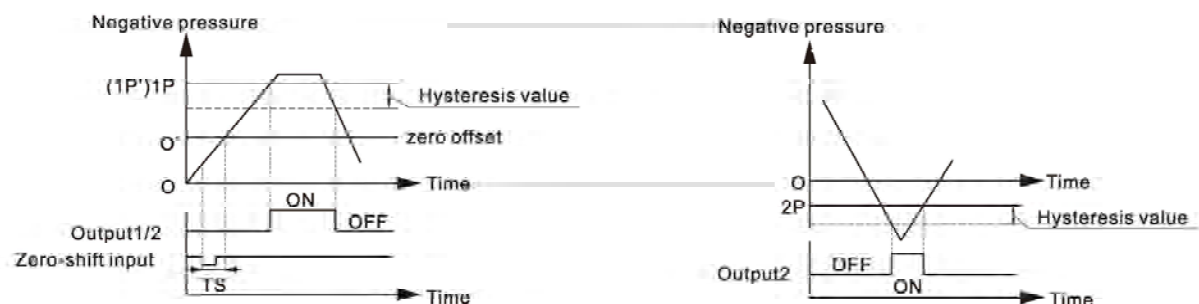 Negative pressure
(1P')1P
Hysteresis value
O'
zero offset
O
Time
ON
OFF
Output1/2
Zero-shift input
TS
Time
Negative pressure
O
Time
2P
Hysteresis value
OFF
Output2
ON
Time